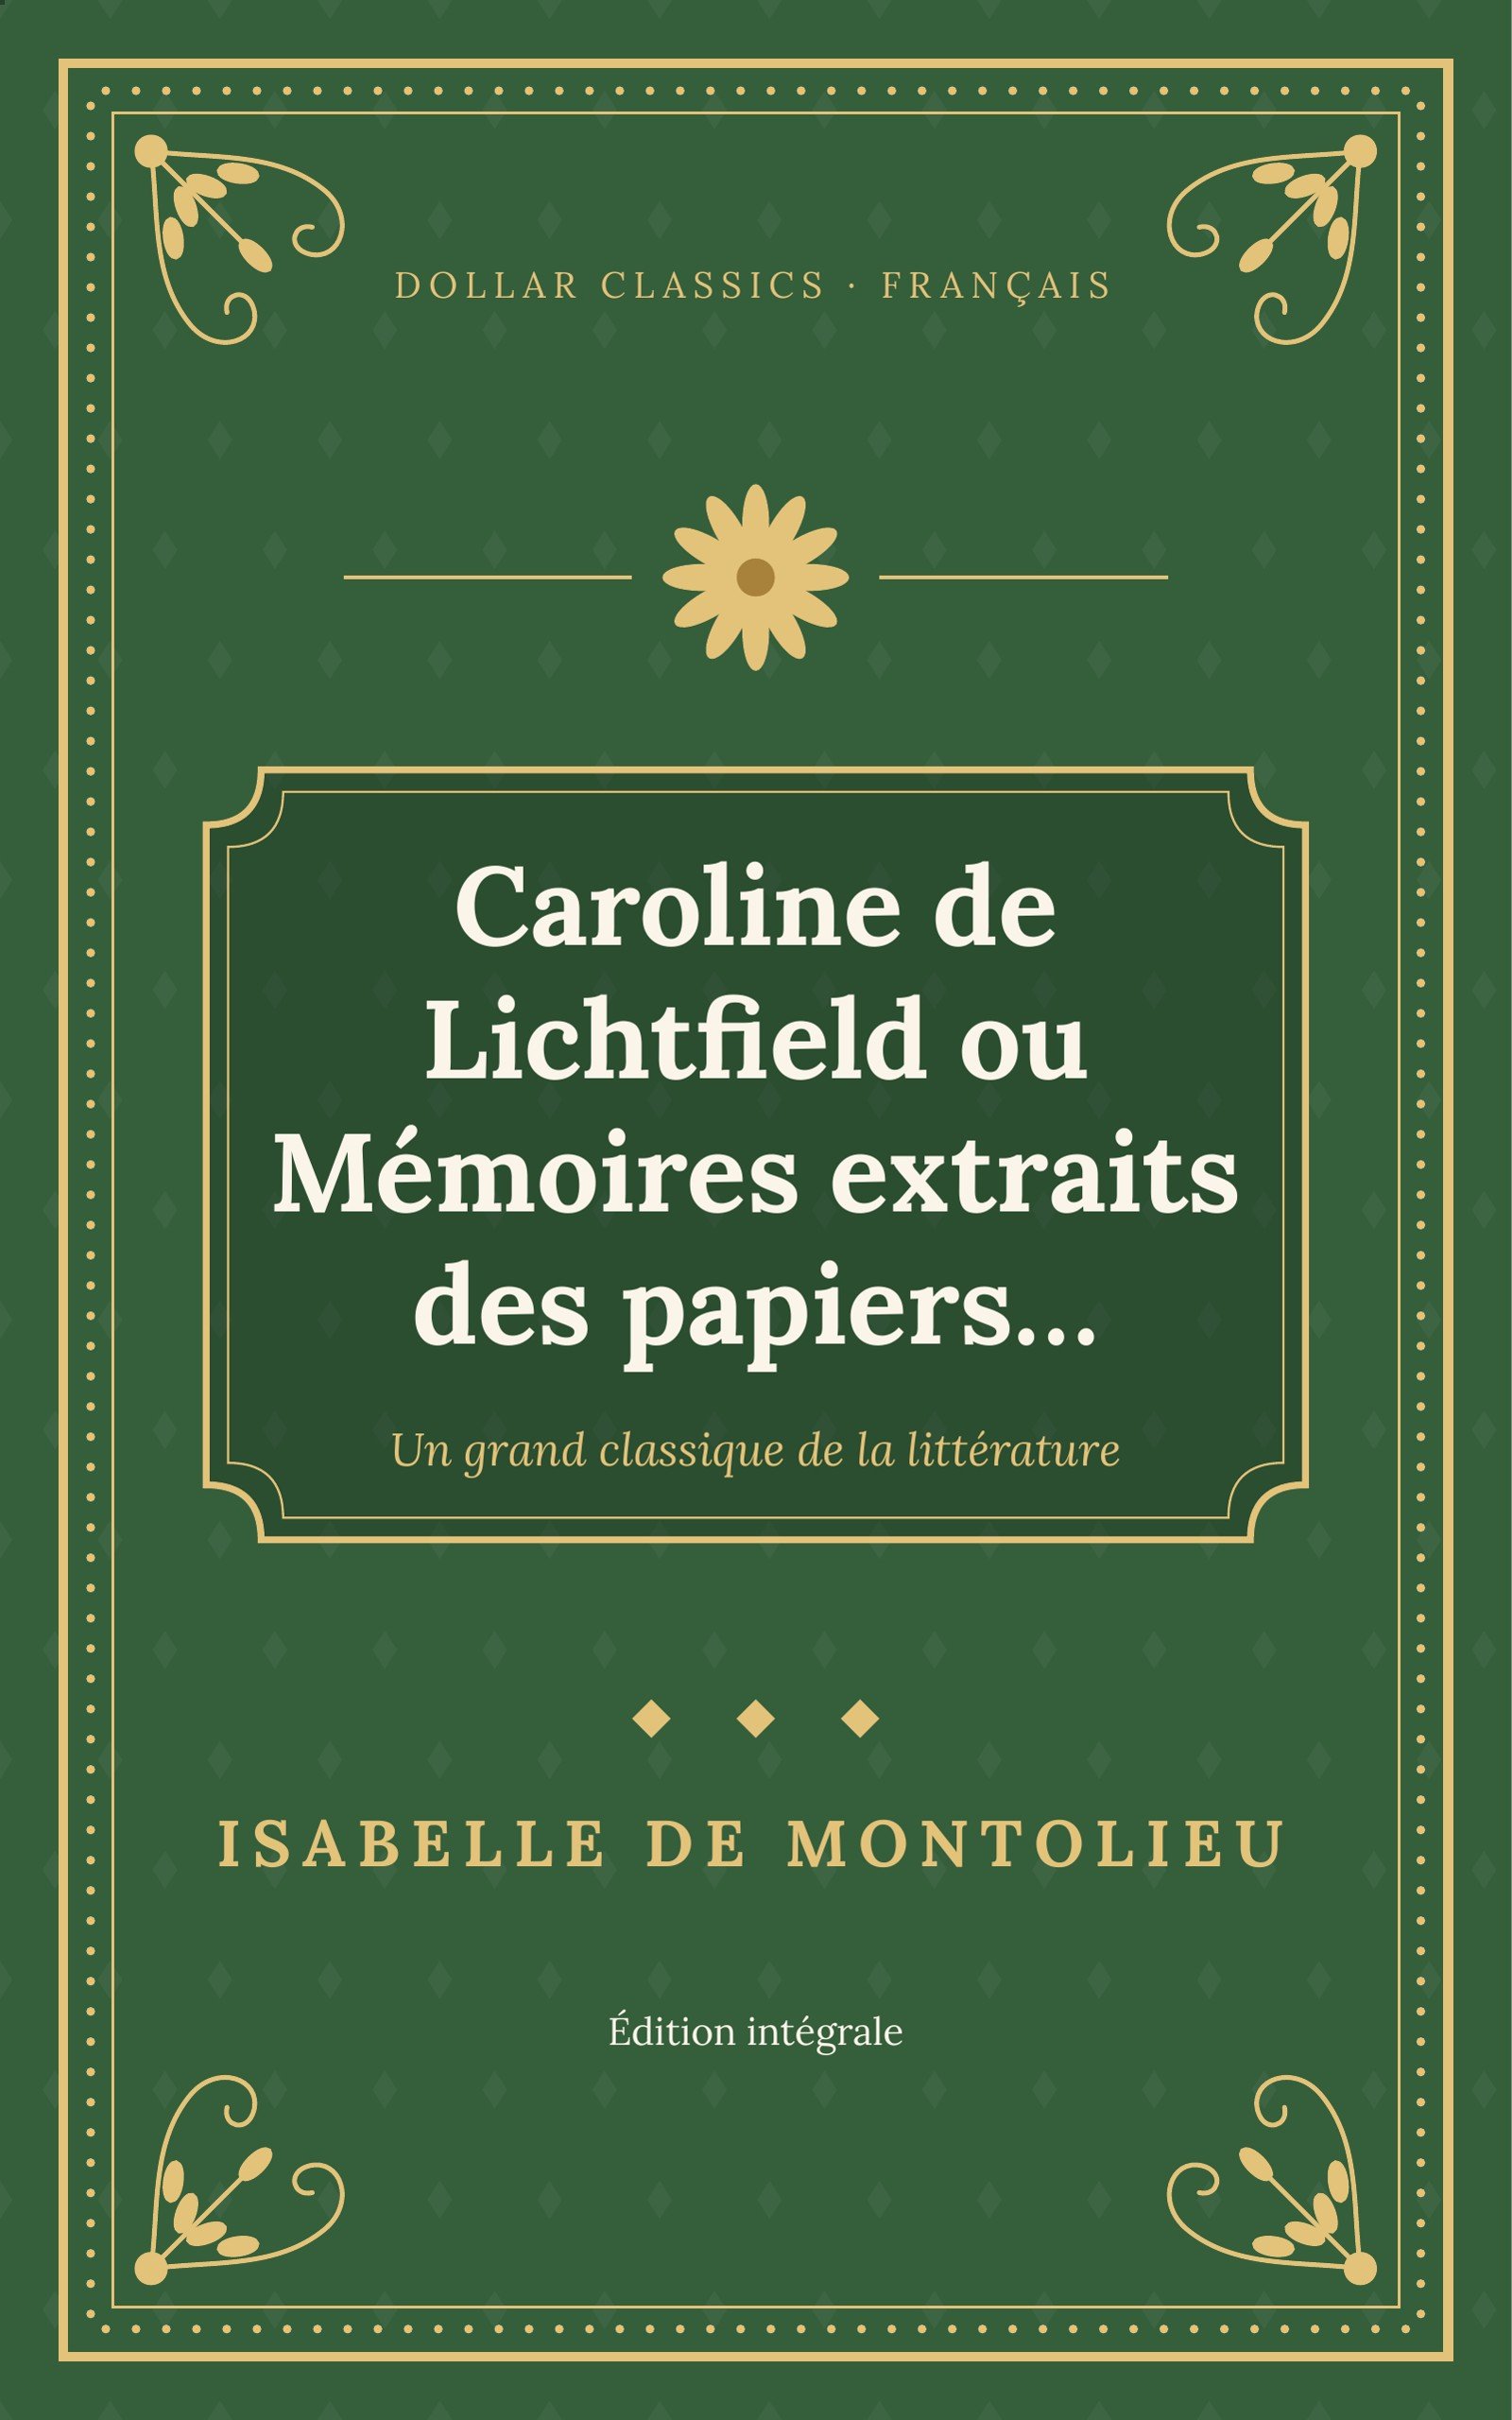 DOLLAR CLASSICS · FRANÇAIS
Caroline de
Lichtfield ou
Mémoires extraits
des papiers...
Un grand classique de la littérature
ISABELLE DE MONTOLIEU
Édition intégrale